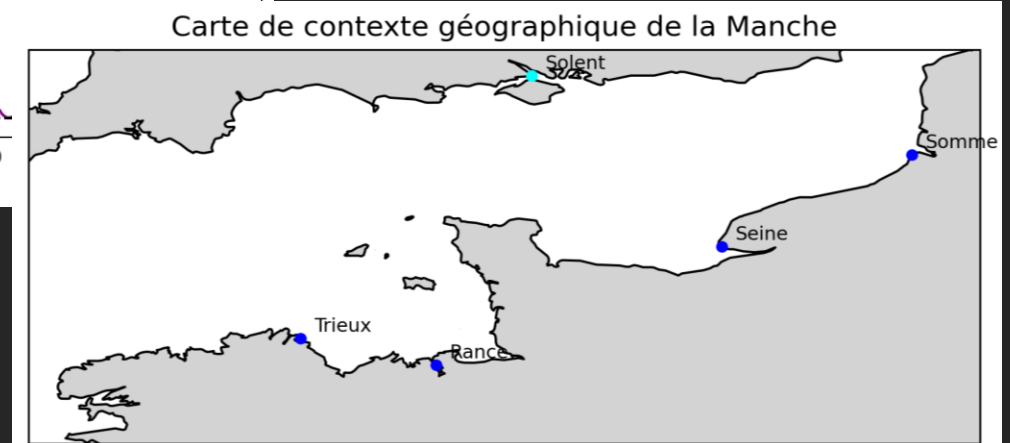 Carte de contexte géographique de la Manche
Solent
Somme
Seine
Trieux
Rance